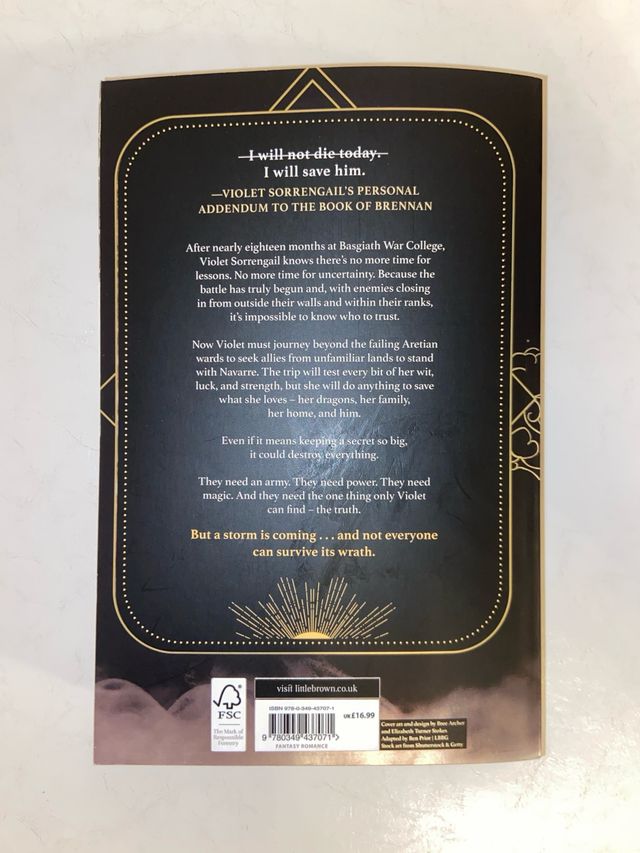 I will not die today.
I will save him.
—VIOLET SORRENGAIL'S PERSONAL
ADDENDUM TO THE BOOK OF BRENNAN
After nearly eighteen months at Basgiath War College,
Violet Sorrengail knows there's no more time for
lessons. No more time for uncertainty. Because the
battle has truly begun and, with enemies closing
in from outside their walls and within their ranks,
it's impossible to know who to trust.
Now Violet must journey beyond the failing Aretian
wards to seek allies from unfamiliar lands to stand
with Navarre. The trip will test every bit of her wit,
luck, and strength, but she will do anything to save
what she loves – her dragons, her family,
her home, and him.
Even if it means keeping a secret so big,
it could destroy everything.
They need an army. They need power. They need
magic. And they need the one thing only Violet
can find – the truth.
But a storm is coming . . . and not everyone
can survive its wrath.
FSC
The Mark of
Responsible
Forestry
visit littlebrown.co.uk
ISBN 978-0-349-43707-1
UK £16.99
9 780349 437071 >
FANTASY ROMANCE
Cover art and design by Bree Archer
and Elizabeth Turner Stokes
Adapted by Ben Prior | LBBG
Stock art from Shutterstock & Getty